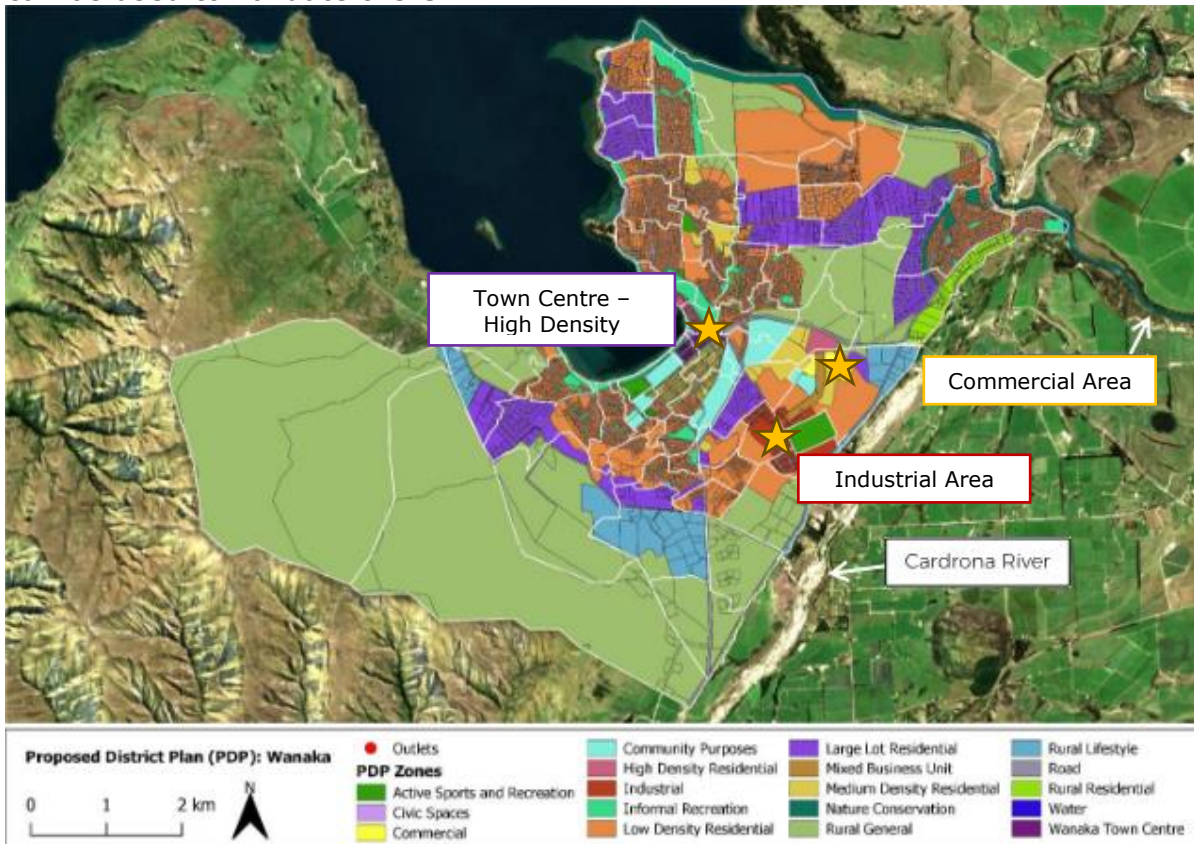 Town Centre –
High Density
Commercial Area
Industrial Area
Cardrona River
Proposed District Plan (PDP): Wanaka
0 1 2 km
N
Outlets
PDP Zones
Active Sports and Recreation
Civic Spaces
Commercial
Community Purposes
High Density Residential
Industrial
Informal Recreation
Low Density Residential
Large Lot Residential
Mixed Business Unit
Medium Density Residential
Nature Conservation
Rural General
Rural Lifestyle
Road
Rural Residential
Water
Wanaka Town Centre